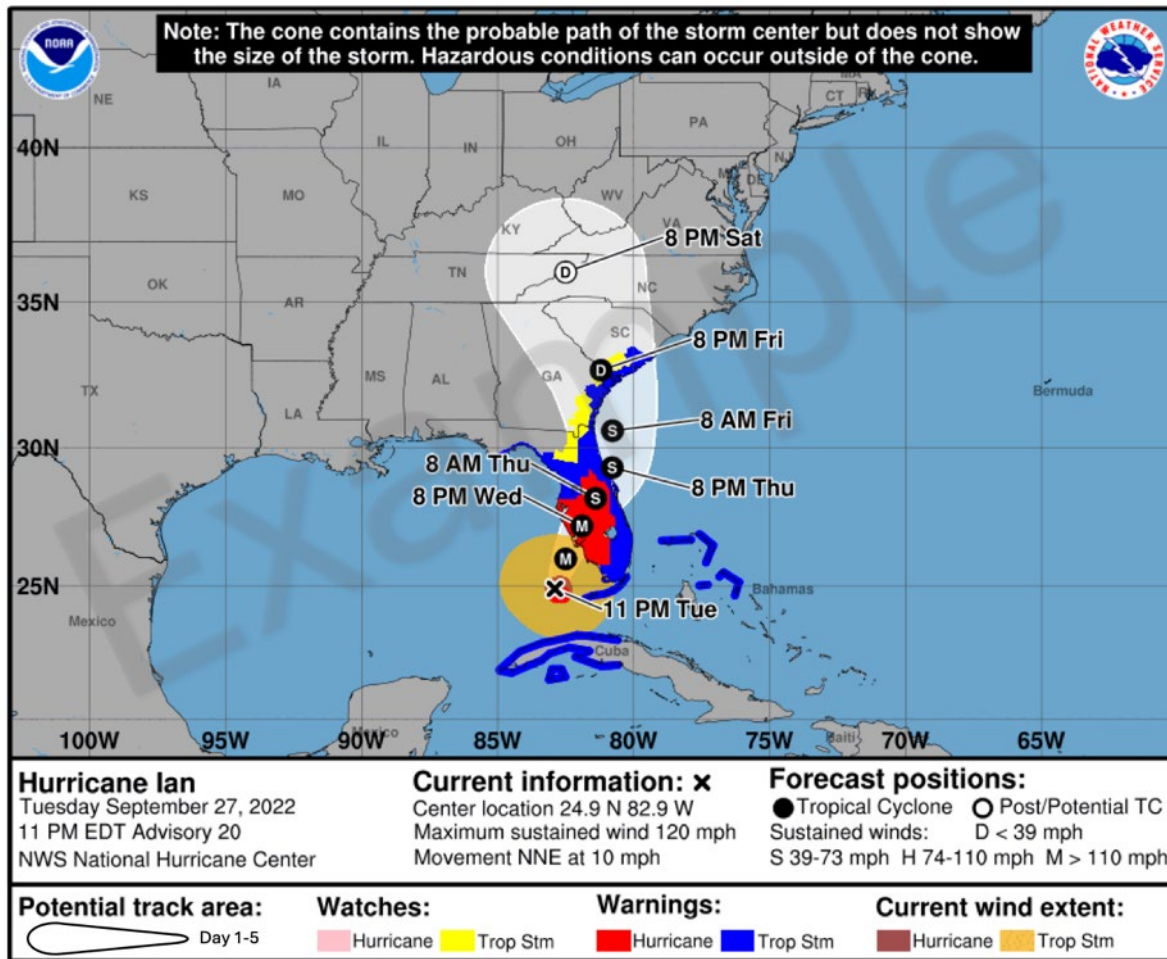 Note: The cone contains the probable path of the storm center but does not show
the size of the storm. Hazardous conditions can occur outside of the cone.
NOAA
NATIONAL WEATHER SERVICE
Example
NE
IA
IL
IN
OH
PA
NJ
CT
MA
DE
KS
MO
WV
VA
KY
OK
AR
TN
NC
SC
TX
LA
MS
AL
GA
40N
35N
30N
25N
8 PM Sat
8 PM Fri
8 AM Fri
8 AM Thu
8 PM Thu
8 PM Wed
11 PM Tue
D
D
S
S
S
M
M
Bermuda
Bahamas
Cuba
Mexico
Mexico
Haiti
100W 95W 90W 85W 80W 75W 70W 65W
Hurricane Ian
Tuesday September 27, 2022
11 PM EDT Advisory 20
NWS National Hurricane Center
Current information: ×
Center location 24.9 N 82.9 W
Maximum sustained wind 120 mph
Movement NNE at 10 mph
Forecast positions:
Tropical Cyclone Post/Potential TC
Sustained winds: D < 39 mph
S 39-73 mph H 74-110 mph M > 110 mph
Potential track area:
Day 1-5
Watches:
Hurricane Trop Stm
Warnings:
Hurricane Trop Stm
Current wind extent:
Hurricane Trop Stm